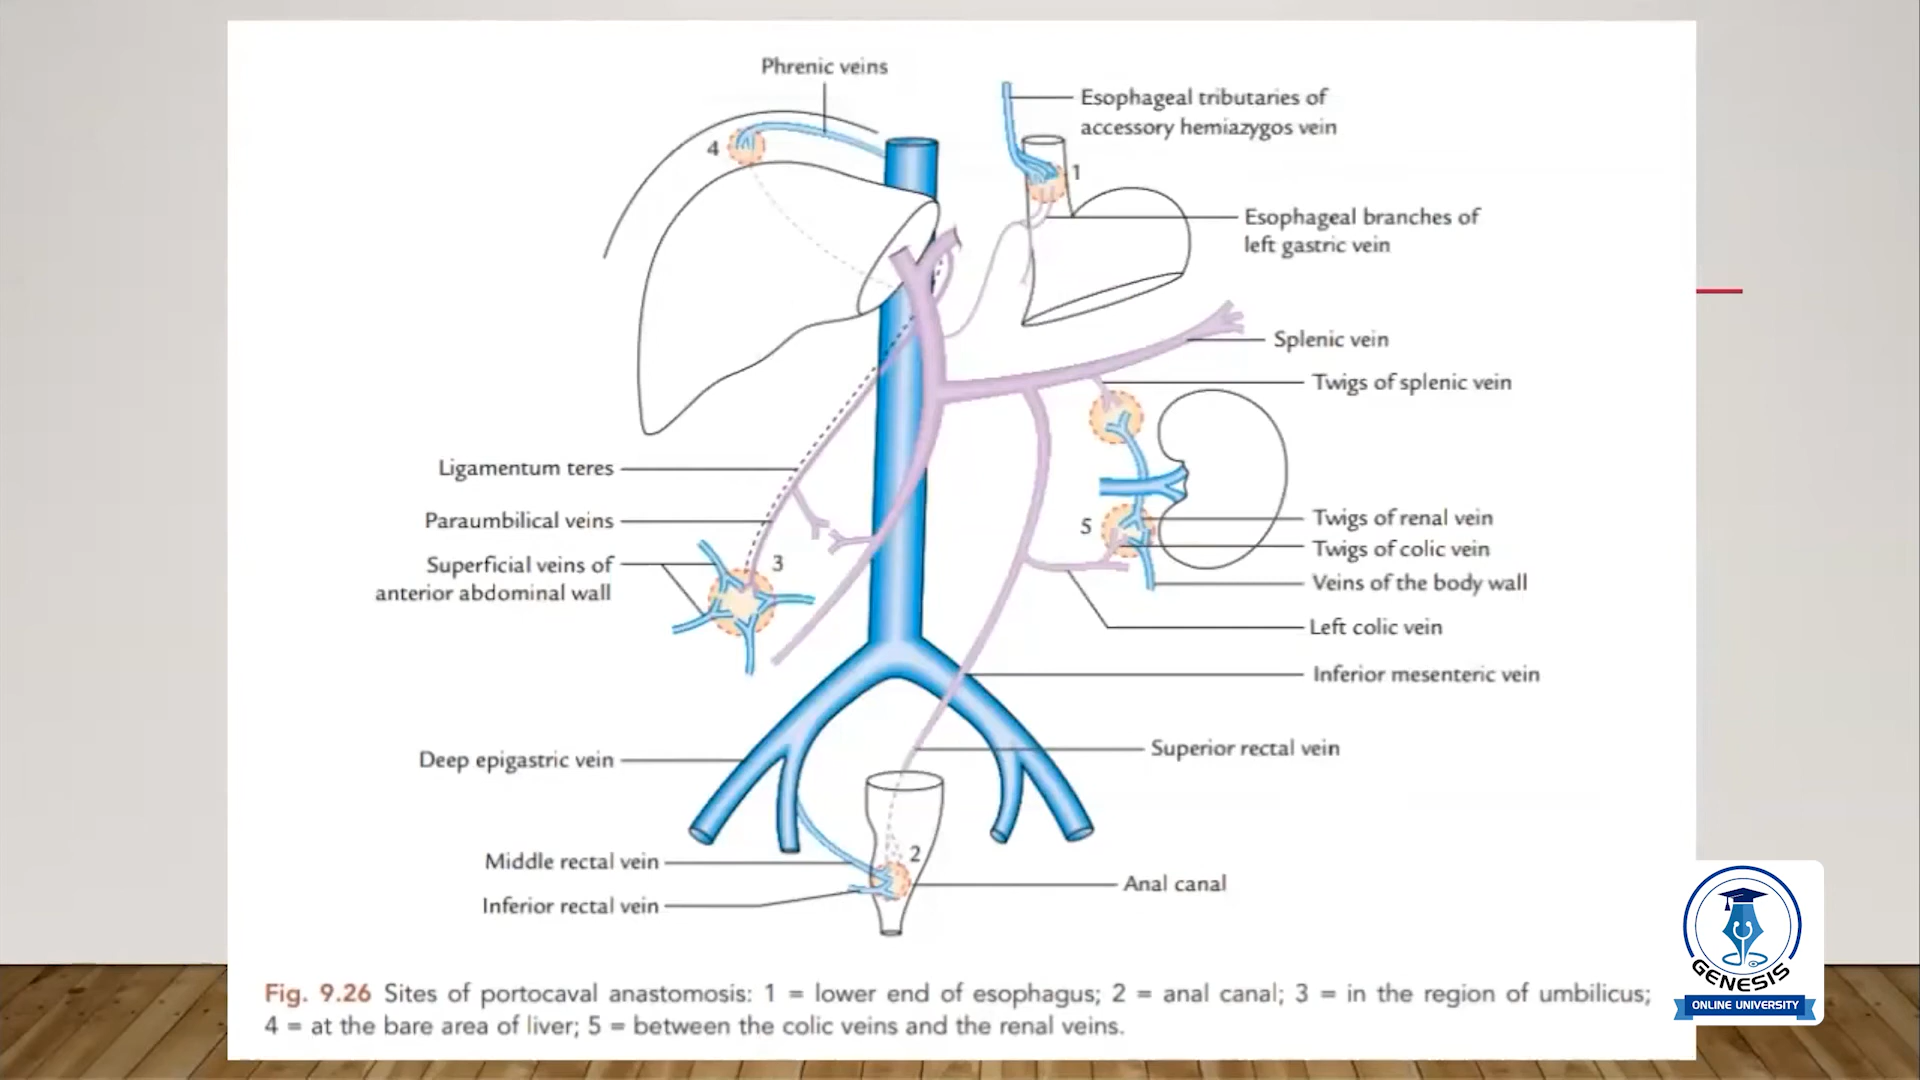 Phrenic veins
Esophageal tributaries of
accessory hemiazygos vein
4
1
Esophageal branches of
left gastric vein
Splenic vein
Twigs of splenic vein
Ligamentum teres
Paraumbilical veins
Superficial veins of
anterior abdominal wall
3
5
Twigs of renal vein
Twigs of colic vein
Veins of the body wall
Left colic vein
Inferior mesenteric vein
Deep epigastric vein
Superior rectal vein
Middle rectal vein
2
Inferior rectal vein
Anal canal
Fig. 9.26 Sites of portocaval anastomosis: 1 = lower end of esophagus; 2 = anal canal; 3 = in the region of umbilicus;
4 = at the bare area of liver; 5 = between the colic veins and the renal veins.
GENESIS
ONLINE UNIVERSITY